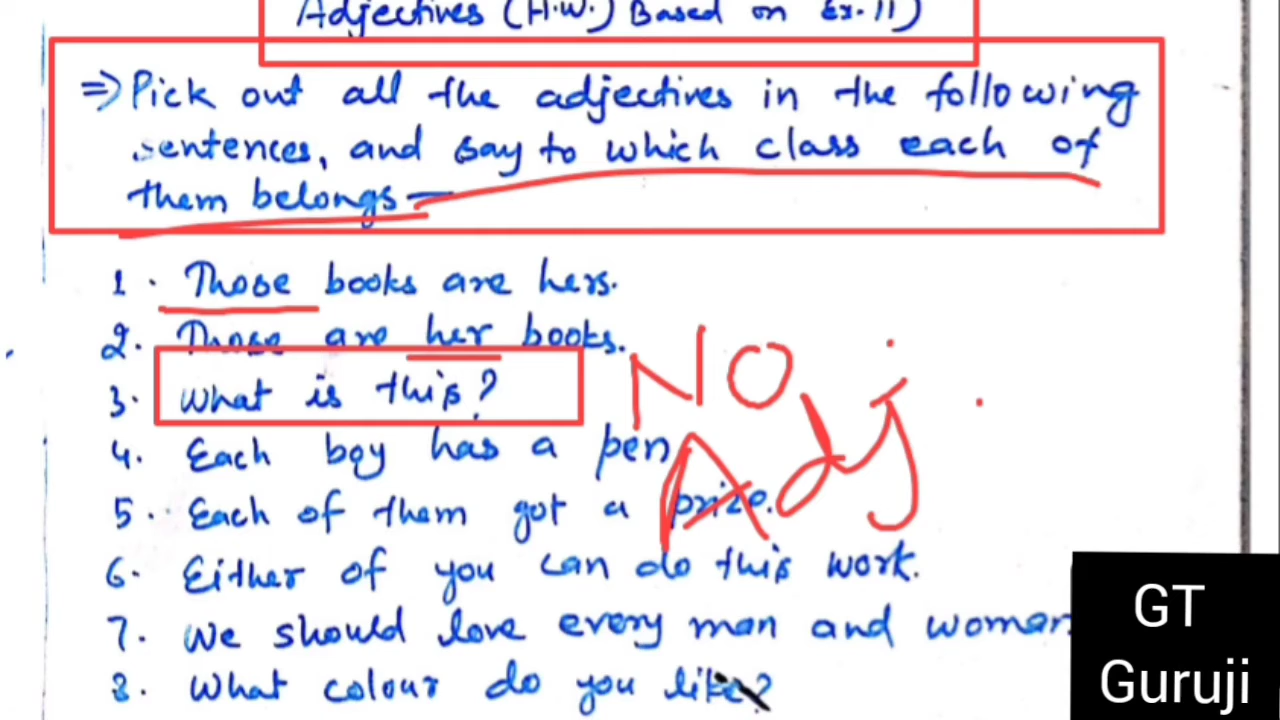 Adjectives (H.W.) Based on Ex. 11)
⇒ Pick out all the adjectives in the following
sentences, and say to which class each of
them belongs —
1. Those books are hers.
2. Those are her books.
3. What is this?
NO
Adj.
4. Each boy has a pen
5. Each of them got a prize.
6. Either of you can do this work.
7. We should love every man and woman.
8. What colour do you like?
GT
Guruji